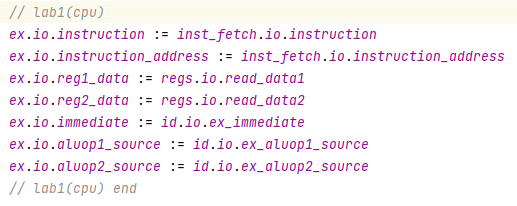 // lab1(cpu)
ex.io.instruction := inst_fetch.io.instruction
ex.io.instruction_address := inst_fetch.io.instruction_address
ex.io.reg1_data := regs.io.read_data1
ex.io.reg2_data := regs.io.read_data2
ex.io.immediate := id.io.ex_immediate
ex.io.aluop1_source := id.io.ex_aluop1_source
ex.io.aluop2_source := id.io.ex_aluop2_source
// lab1(cpu) end